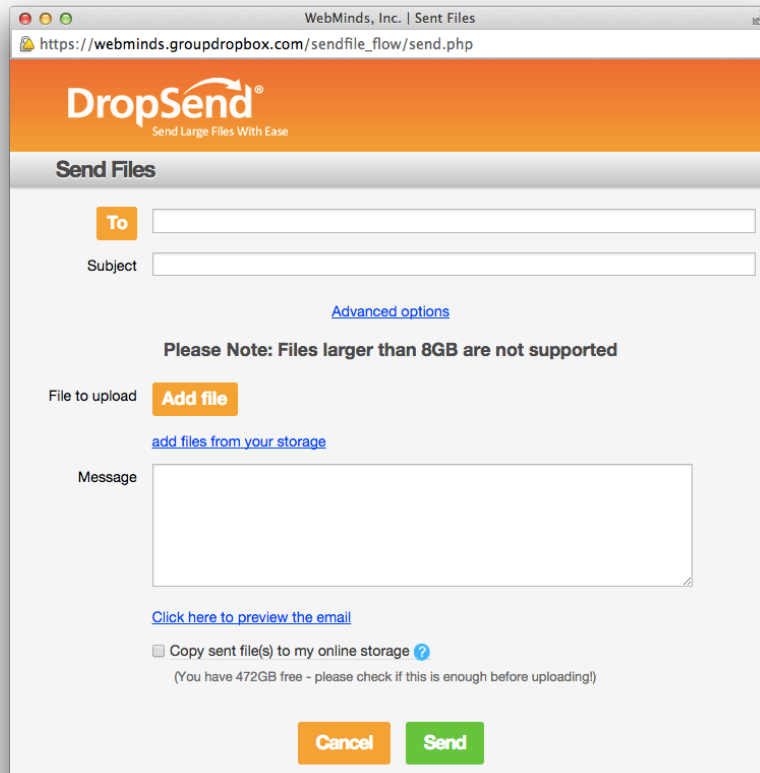 WebMinds, Inc. | Sent Files
https://webminds.groupdropbox.com/sendfile_flow/send.php
DropSend®
Send Large Files With Ease
Send Files
To
Subject
Advanced options
Please Note: Files larger than 8GB are not supported
File to upload Add file
add files from your storage
Message
Click here to preview the email
Copy sent file(s) to my online storage ?
(You have 472GB free - please check if this is enough before uploading!)
Cancel Send